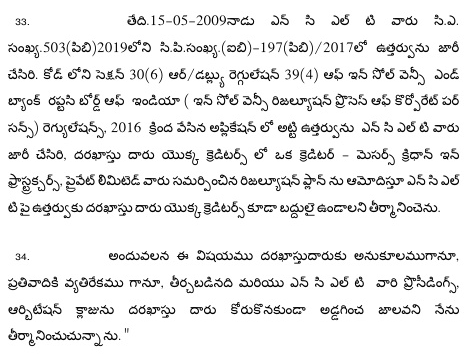 33. తేది.15-05-2009నాడు ఎన్ సి ఎల్ టి వారు సి.ఎ.
సంఖ్య.503(పిబి)2019లోని సి.పి.సంఖ్య.(ఐబి)-197(పిబి)/2017లో ఉత్తర్వును జారీ
చేసిరి. కోడ్ లోని సెక్షన్ 30(6) ఆర్/డబ్ల్యు రెగ్యులేషన్ 39(4) ఆఫ్ ఇన్ సోల్ వెన్సీ ఎండ్
బ్యాంక్ రప్టసి బోర్డ్ ఆఫ్ ఇండియా ( ఇన్ సోల్ వెన్సీ రిజల్యూషన్ ప్రొసెస్ ఆఫ్ కోర్పోరేట్ పర్
సన్స్) రెగ్యులేషన్స్, 2016 క్రింద వేసిన అప్లికేషన్ లో అట్టి ఉత్తర్వును ఎన్ సి ఎల్ టి వారు
జారీ చేసిరి, దరఖాస్తు దారు యొక్క క్రెడిటర్స్ లో ఒక క్రెడిటర్ – మెసర్స్ క్రిధాన్ ఇన్
ఫ్రాస్ట్రక్చర్స్, ప్రైవేట్ లిమిటెడ్ వారు సమర్పించిన రిజల్యూషన్ ప్లాన్ ను ఆమోదిస్తూ ఎన్ సి ఎల్
టి పై ఉత్తర్వుకు దరఖాస్తు దారు యొక్క క్రెడిటర్స్ కూడా బద్దులై ఉండాలని తీర్మానించెను.
34. అందువలన ఈ విషయము దరఖాస్తుదారుకు అనుకూలముగానూ,
ప్రతివాదికి వ్యతిరేకము గానూ, తీర్చబడినది మరియు ఎన్ సి ఎల్ టి వారి ప్రొసీడింగ్స్,
ఆర్బిటేషన్ క్లాజును దరఖాస్తు దారు కోరుకొనకుండా అడ్డగించ జాలవని నేను
తీర్మానించుచున్నాను. "